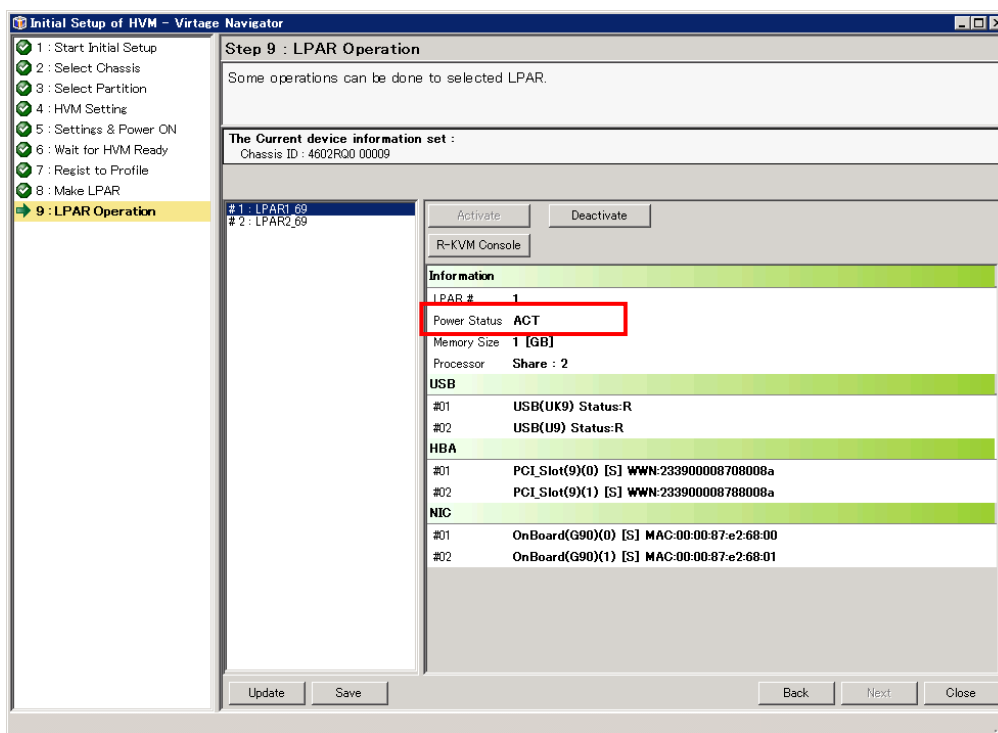 Initial Setup of HVM - Virtage Navigator
1 : Start Initial Setup
2 : Select Chassis
3 : Select Partition
4 : HVM Setting
5 : Settings & Power ON
6 : Wait for HVM Ready
7 : Regist to Profile
8 : Make LPAR
9 : LPAR Operation
Step 9 : LPAR Operation
Some operations can be done to selected LPAR.
The Current device information set :
Chassis ID : 4602RQ0 00009
# 1 : LPAR1_69
# 2 : LPAR2_69
Activate Deactivate
R-KVM Console
Information
LPAR # 1
Power Status ACT
Memory Size 1 [GB]
Processor Share : 2
USB
#01 USB(UK9) Status:R
#02 USB(U9) Status:R
HBA
#01 PCI_Slot(9)(0) [S] WWN:233900008708008a
#02 PCI_Slot(9)(1) [S] WWN:233900008788008a
NIC
#01 OnBoard(G90)(0) [S] MAC:00:00:87:e2:68:00
#02 OnBoard(G90)(1) [S] MAC:00:00:87:e2:68:01
Update Save Back Next Close